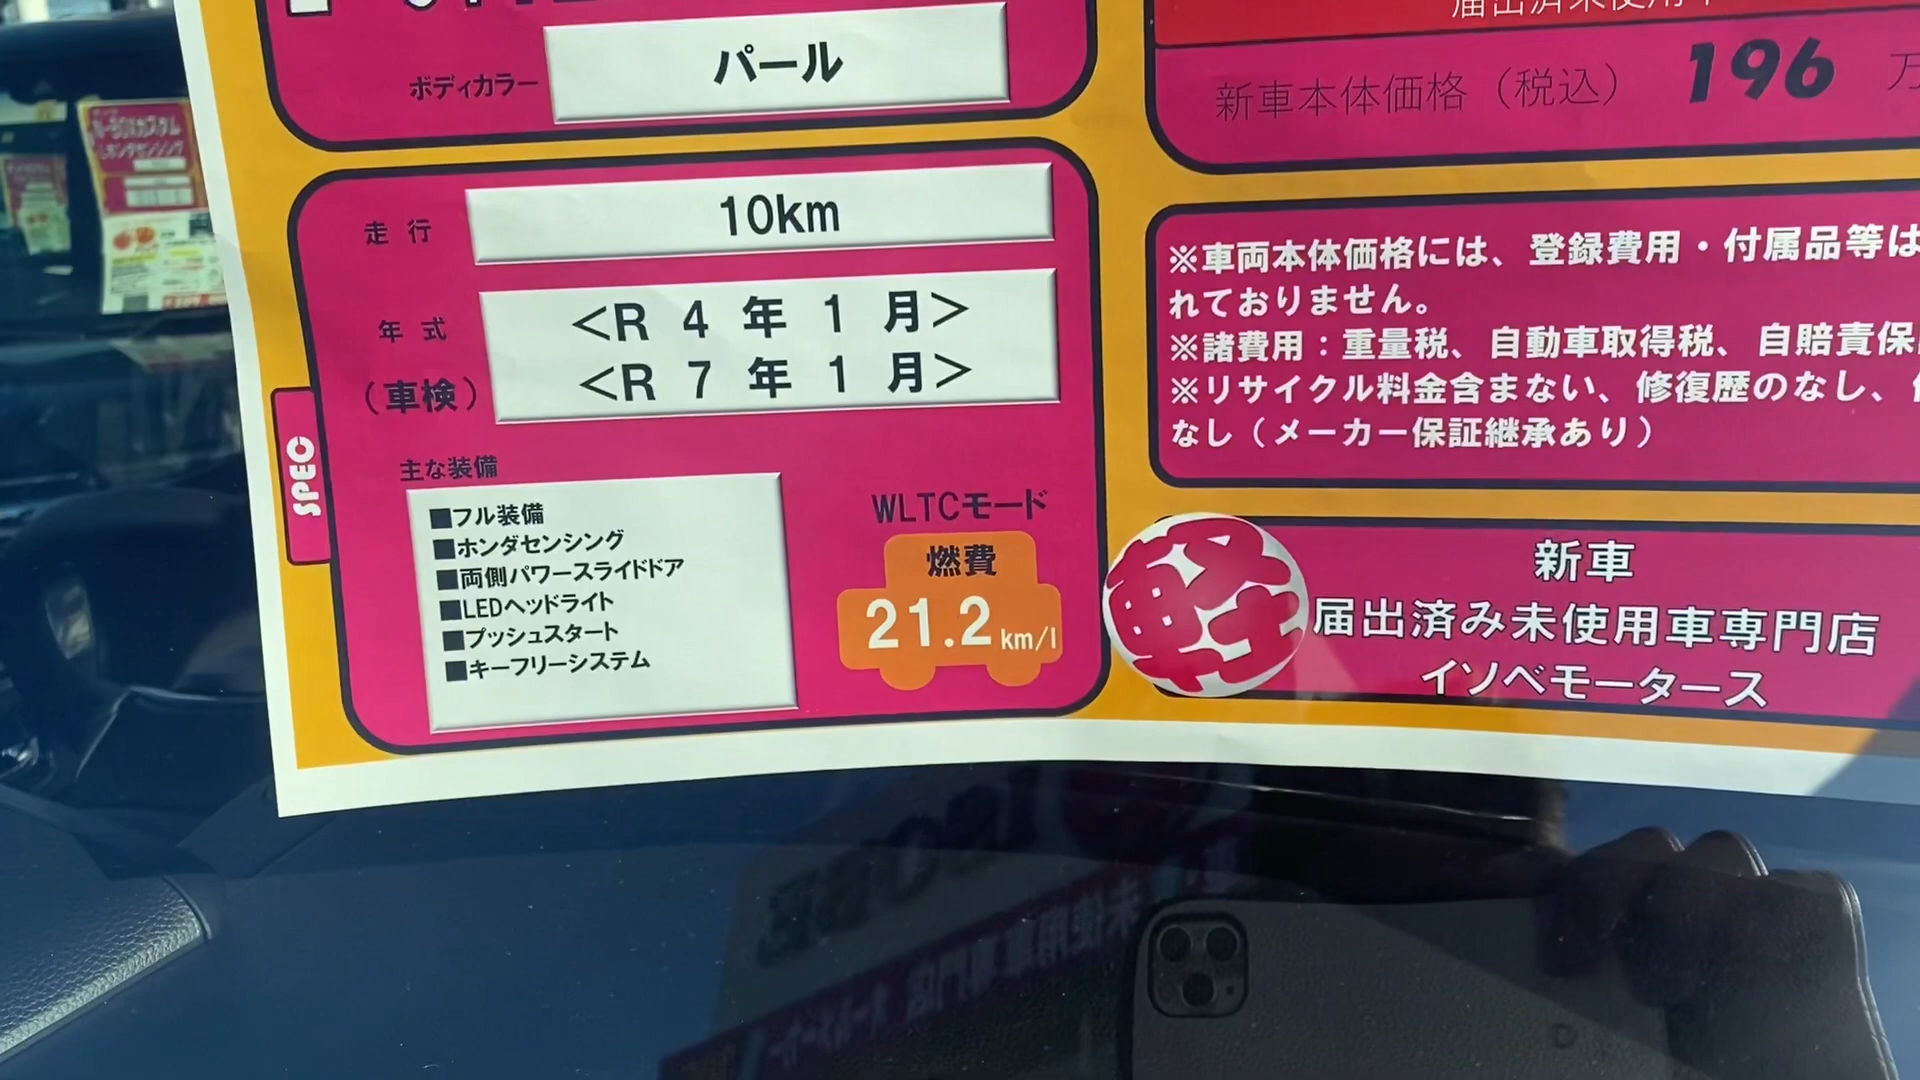 ボディカラー パール
新車本体価格（税込） 196 万
走 行 10km
年 式 <R 4 年 1 月>
（車検） <R 7 年 1 月>
SPEC
主な装備
■フル装備
■ホンダセンシング
■両側パワースライドドア
■LEDヘッドライト
■プッシュスタート
■キーフリーシステム
WLTCモード
燃費
21.2 km/l
※車両本体価格には、登録費用・付属品等は
れておりません。
※諸費用：重量税、自動車取得税、自賠責保
※リサイクル料金含まない、修復歴のなし、
なし（メーカー保証継承あり）
新車
届出済み未使用車専門店
イソベモータース
N-BOXカスタム